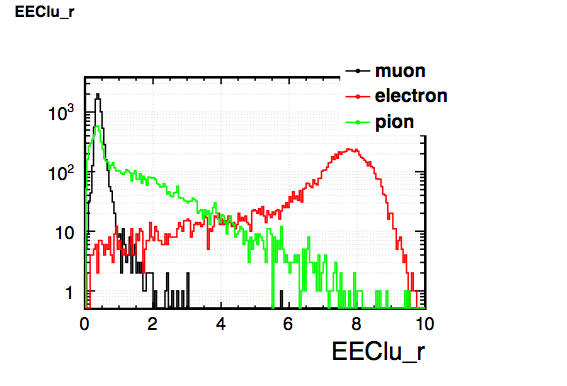 EEClu_r
muon
electron
pion
10³
10²
10
1
0 2 4 6 8 10
EEClu_r